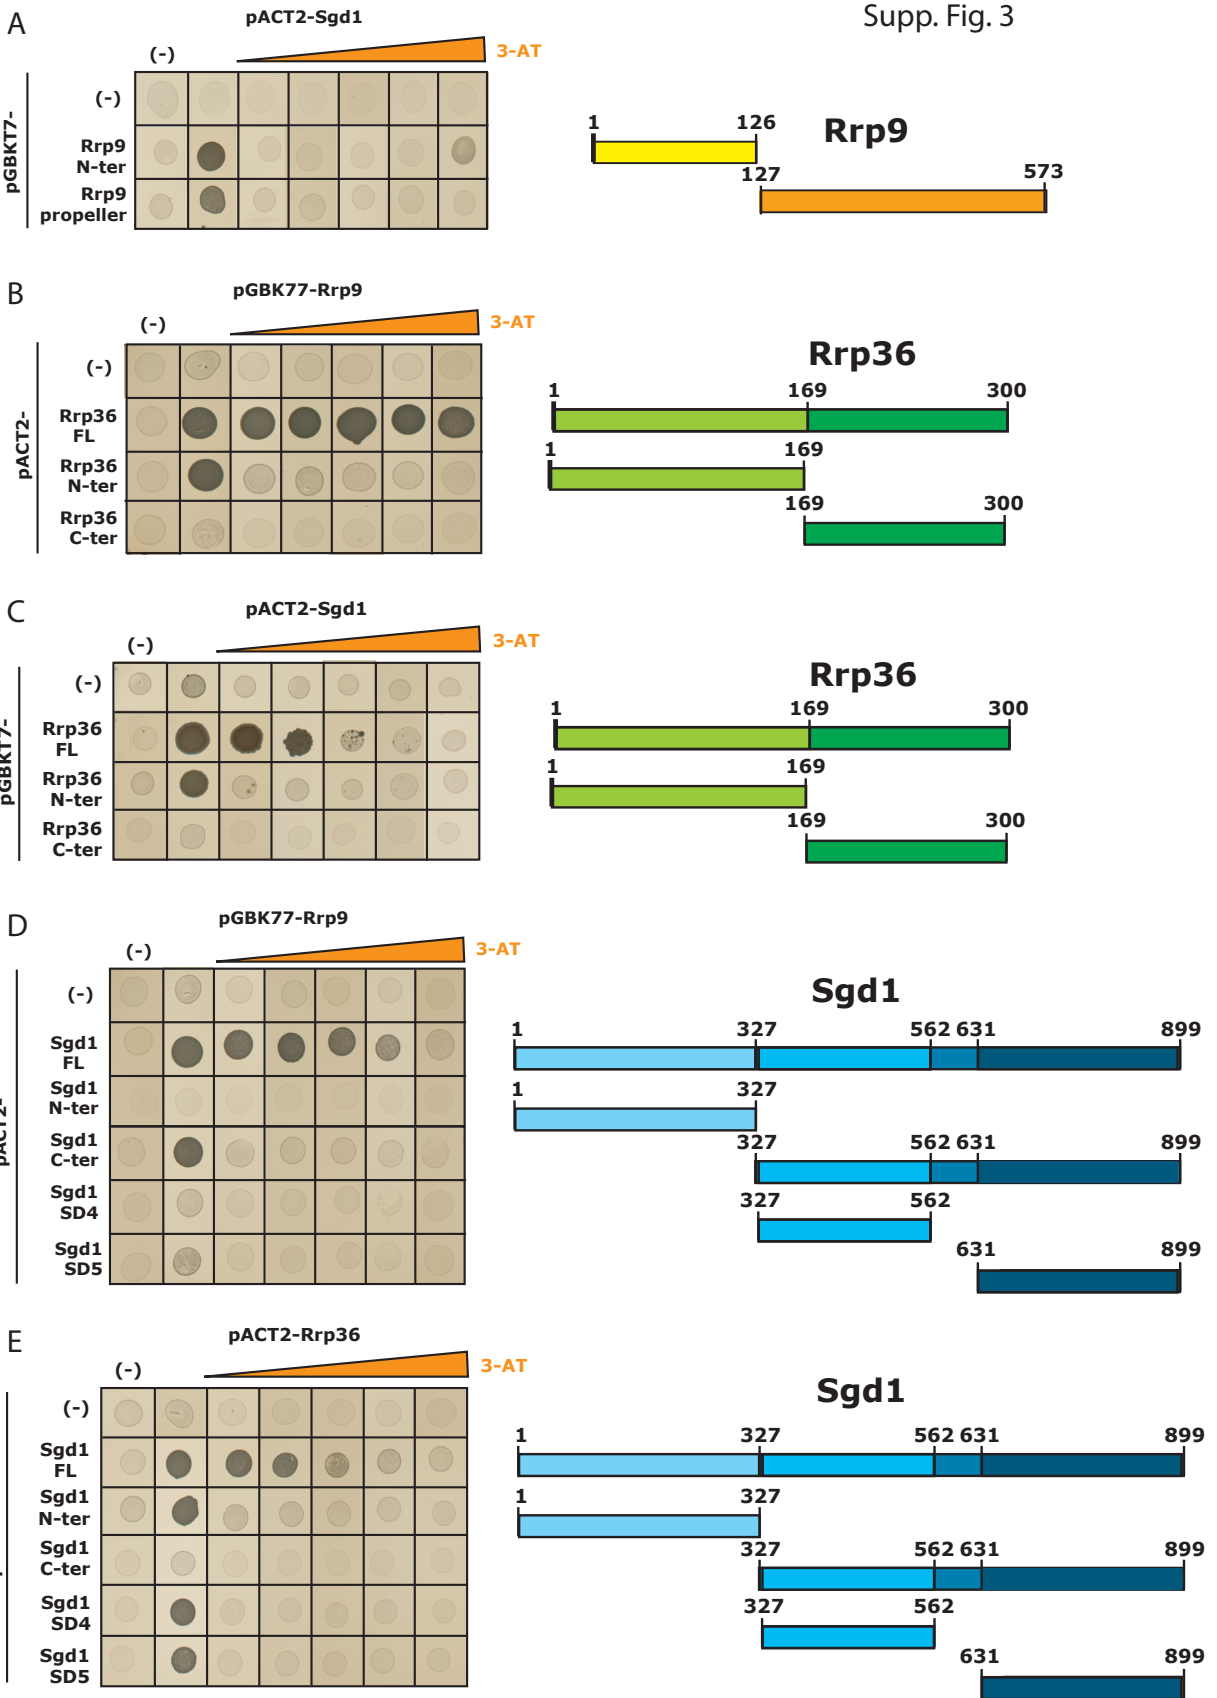 Supp. Fig. 3
A
pACT2-Sgd1
(-)
3-AT
pGBKT7-
(-)
Rrp9
N-ter
Rrp9
propeller
1 126
Rrp9
127 573
B
pGBK77-Rrp9
(-)
3-AT
pACT2-
(-)
Rrp36
FL
Rrp36
N-ter
Rrp36
C-ter
Rrp36
1 169 300
1 169
169 300
C
pACT2-Sgd1
(-)
3-AT
pGBKT7-
(-)
Rrp36
FL
Rrp36
N-ter
Rrp36
C-ter
Rrp36
1 169 300
1 169
169 300
D
pGBK77-Rrp9
(-)
3-AT
pACT2-
(-)
Sgd1
FL
Sgd1
N-ter
Sgd1
C-ter
Sgd1
SD4
Sgd1
SD5
Sgd1
1 327 562 631 899
1 327
327 562 631 899
327 562
631 899
E
pACT2-Rrp36
(-)
3-AT
(-)
Sgd1
FL
Sgd1
N-ter
Sgd1
C-ter
Sgd1
SD4
Sgd1
SD5
Sgd1
1 327 562 631 899
1 327
327 562 631 899
327 562
631 899